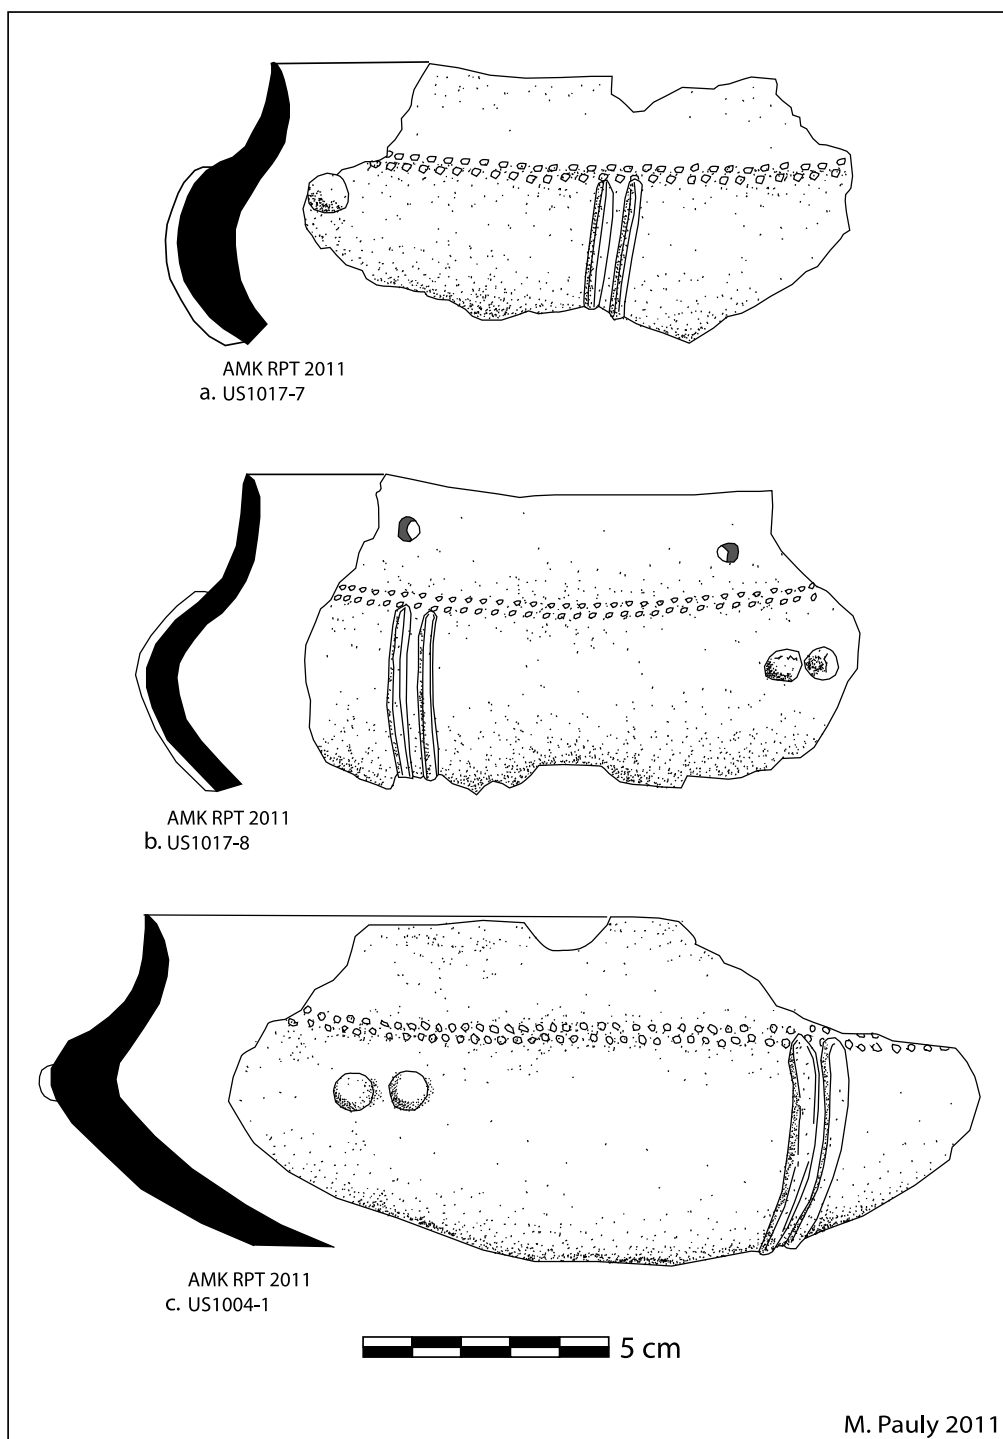 AMK RPT 2011
a. US1017-7
AMK RPT 2011
b. US1017-8
AMK RPT 2011
c. US1004-1
5 cm
M. Pauly 2011